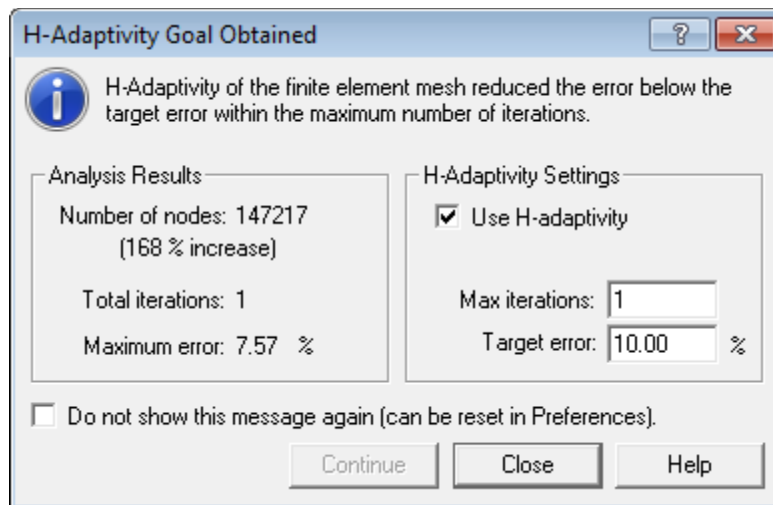 H-Adaptivity Goal Obtained
H-Adaptivity of the finite element mesh reduced the error below the
target error within the maximum number of iterations.
Analysis Results
Number of nodes: 147217
(168 % increase)
Total iterations: 1
Maximum error: 7.57 %
H-Adaptivity Settings
Use H-adaptivity
Max iterations: 1
Target error: 10.00 %
Do not show this message again (can be reset in Preferences).
Continue Close Help